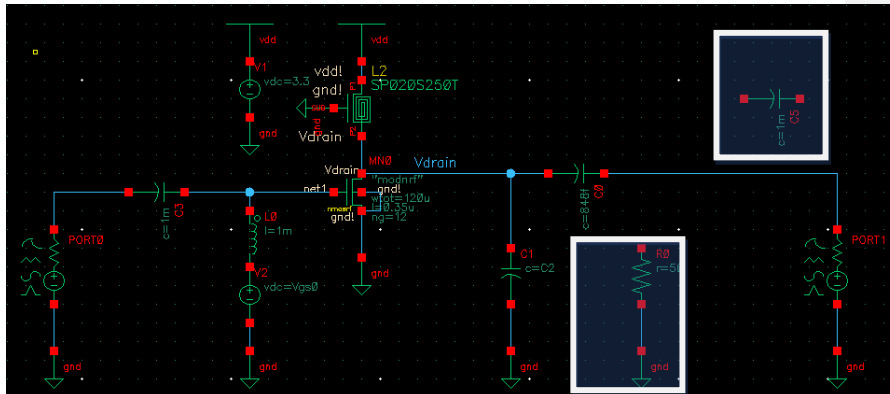 vdd
vdd
V1
vdc=3.3
gnd
vdd!
L2
SP020S250T
gnd!
sub
gnd
Vdrain
c=1m
C5
Vdrain
MN0
Vdrain
net1
"modnrf"
gnd!
nmosrf
wtot=120u
l=0.35u
gnd!
ng=12
C3
c=1m
C0
c=848f
L0
l=1m
PORT0
V2
vdc=Vgs0
gnd
C1
c=C2
R0
r=50
PORT1
gnd
gnd
gnd
gnd
gnd